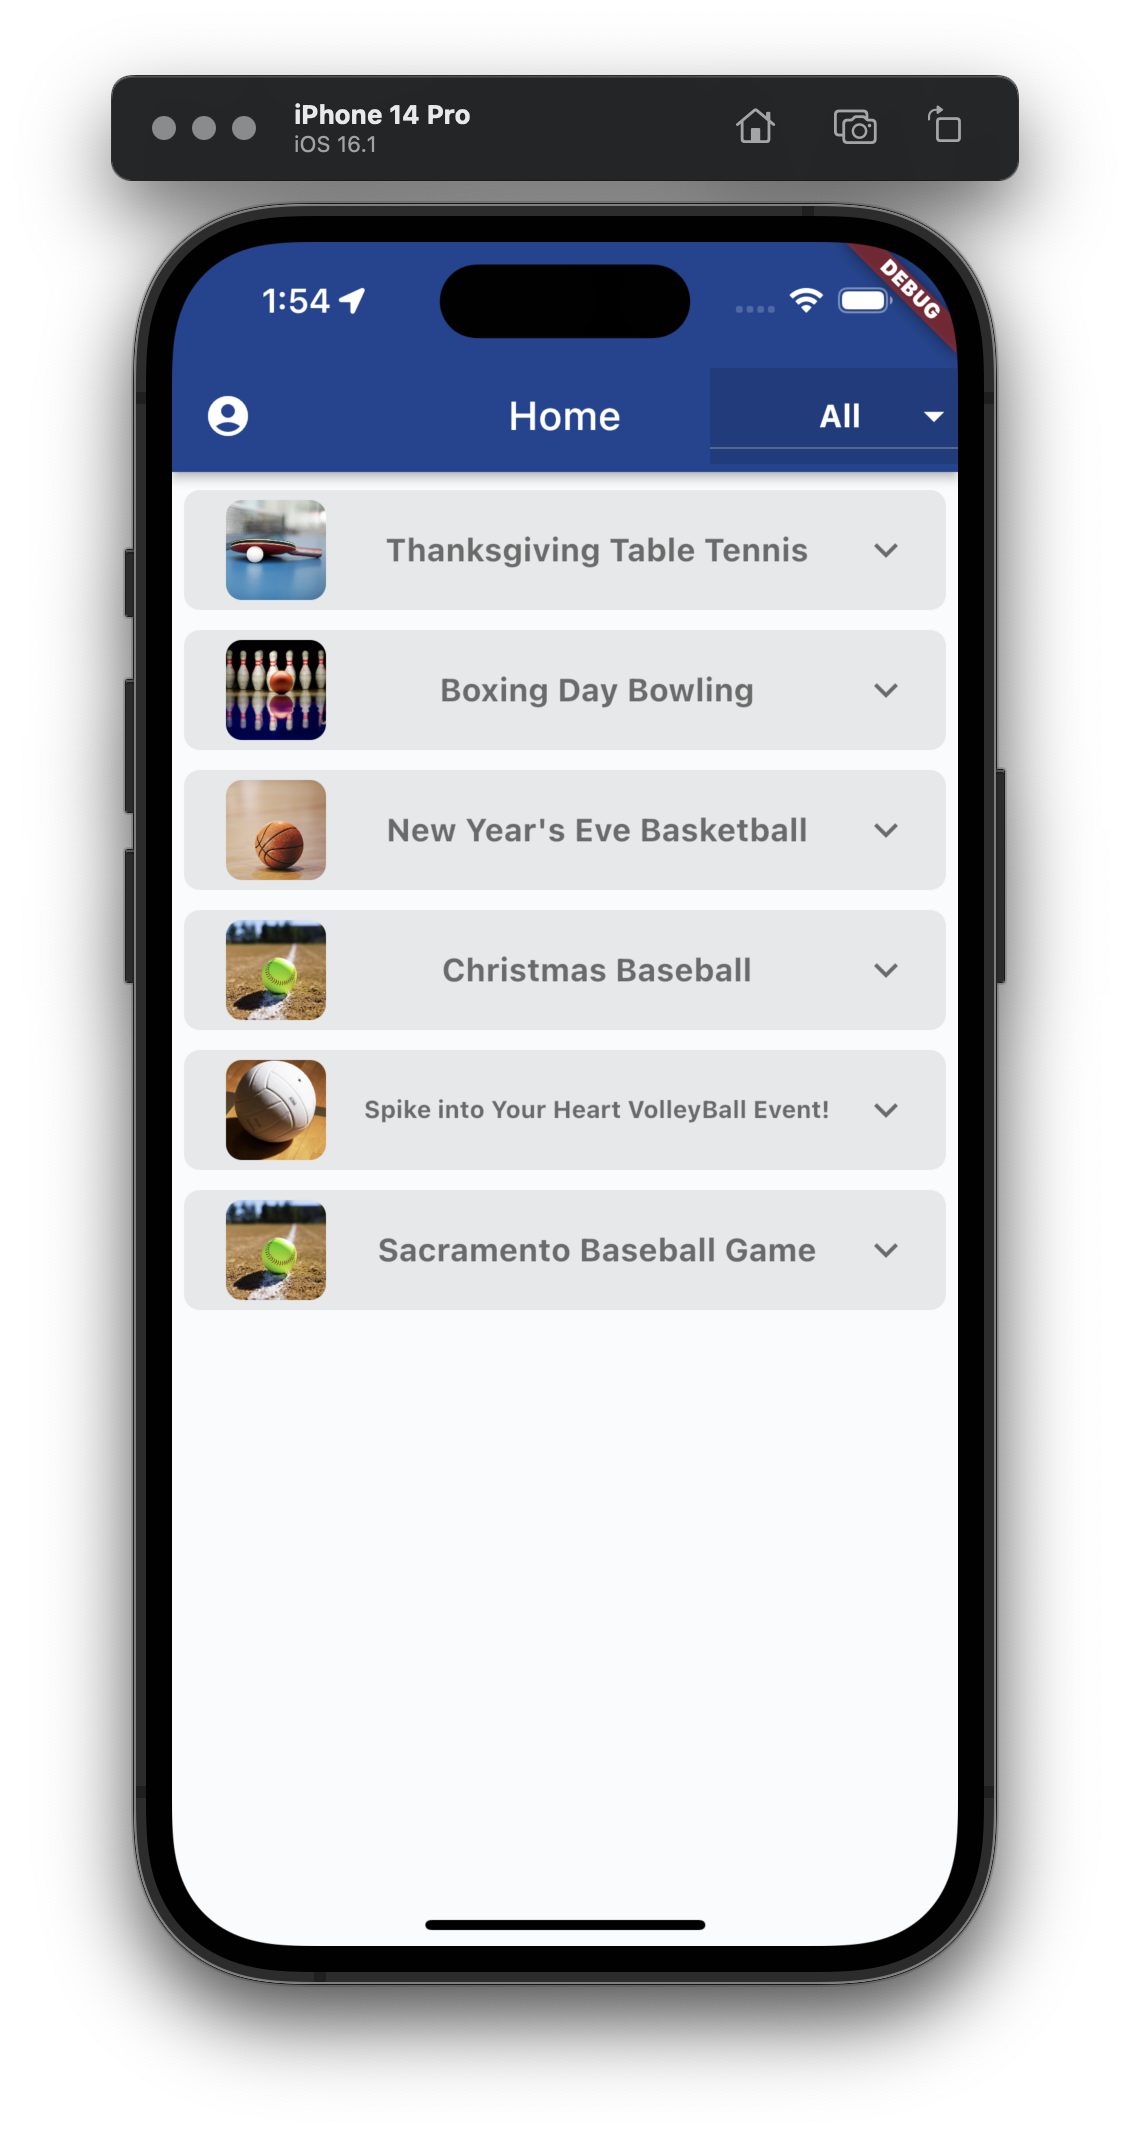 iPhone 14 Pro
iOS 16.1
1:54
DEBUG
Home
All
Thanksgiving Table Tennis
Boxing Day Bowling
New Year's Eve Basketball
Christmas Baseball
Spike into Your Heart VolleyBall Event!
Sacramento Baseball Game